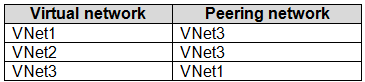 Virtual network Peering network
VNet1 VNet3
VNet2 VNet3
VNet3 VNet1